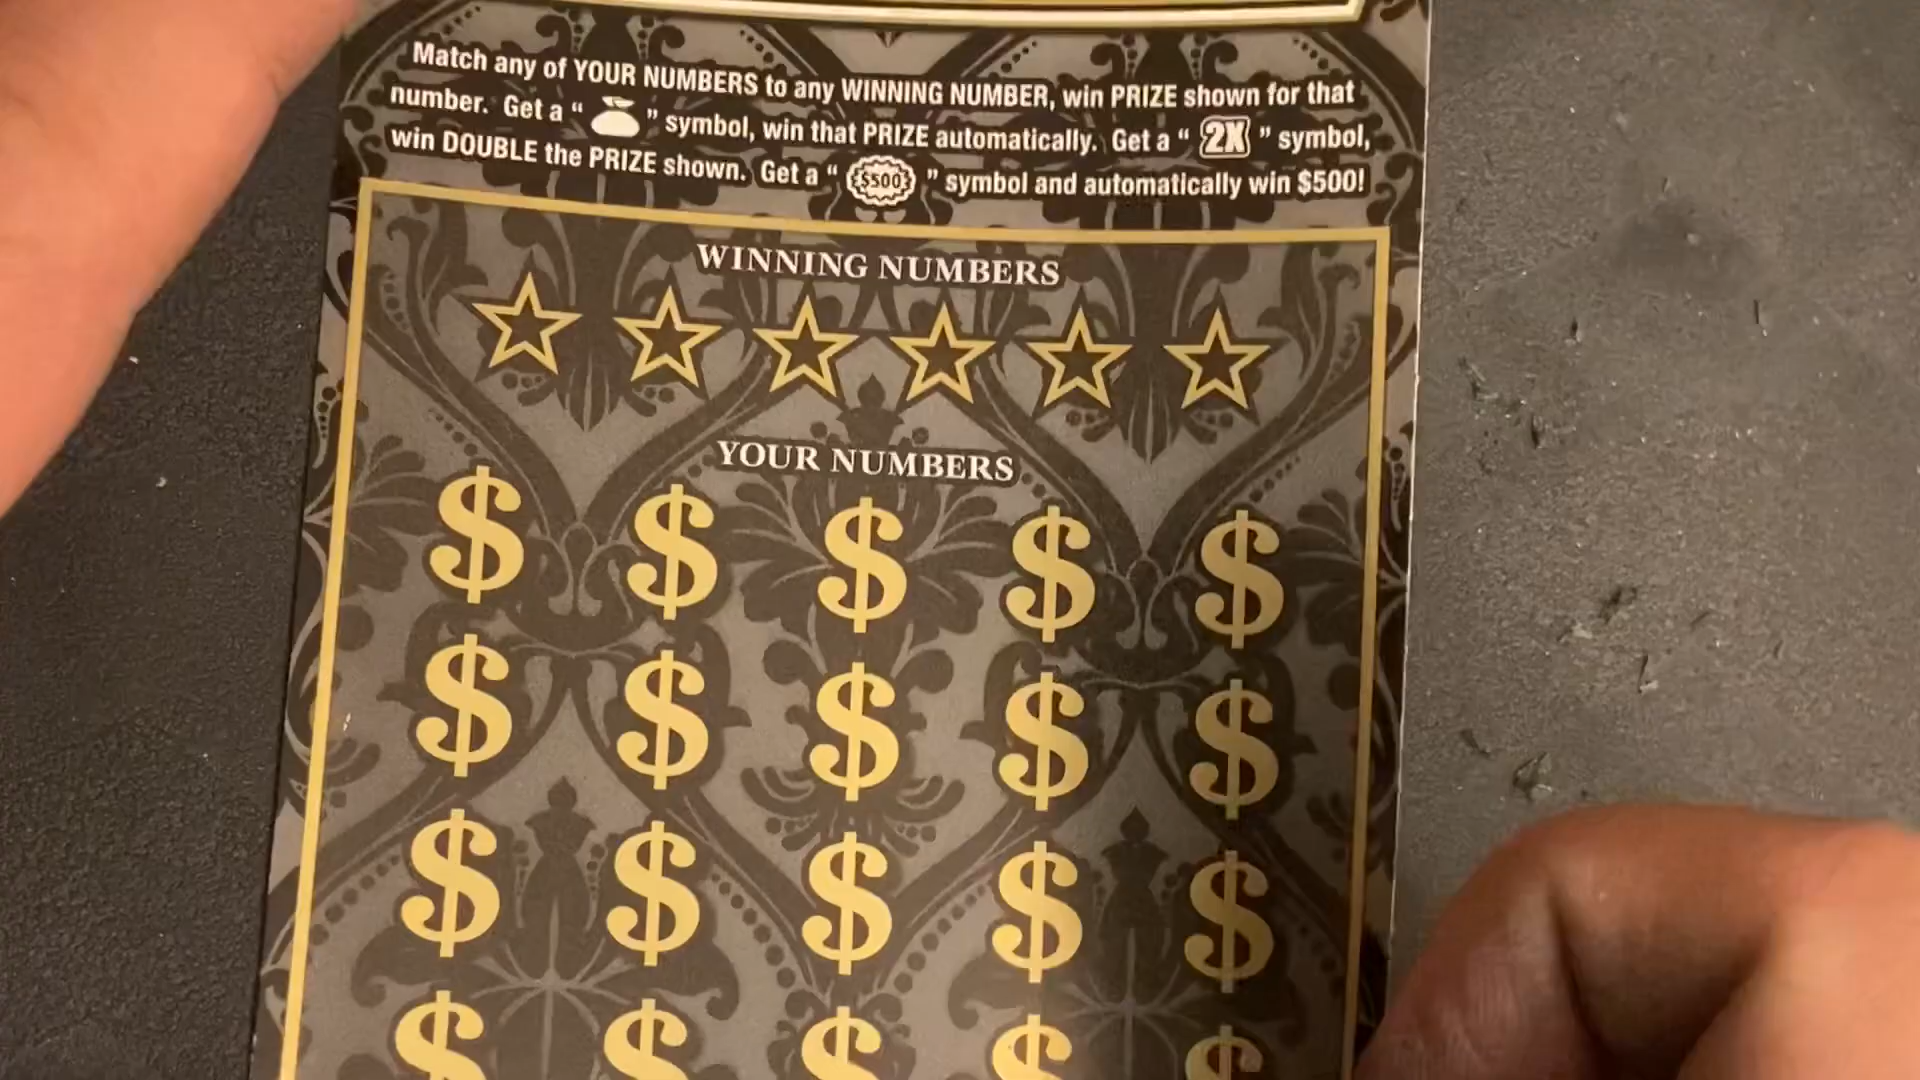 Match any of YOUR NUMBERS to any WINNING NUMBER, win PRIZE shown for that
number. Get a “ ” symbol, win that PRIZE automatically. Get a “ 2X ” symbol,
win DOUBLE the PRIZE shown. Get a “ $500 ” symbol and automatically win $500!
WINNING NUMBERS
YOUR NUMBERS
$ $ $ $ $
$ $ $ $ $
$ $ $ $ $
$ $ $ $ $